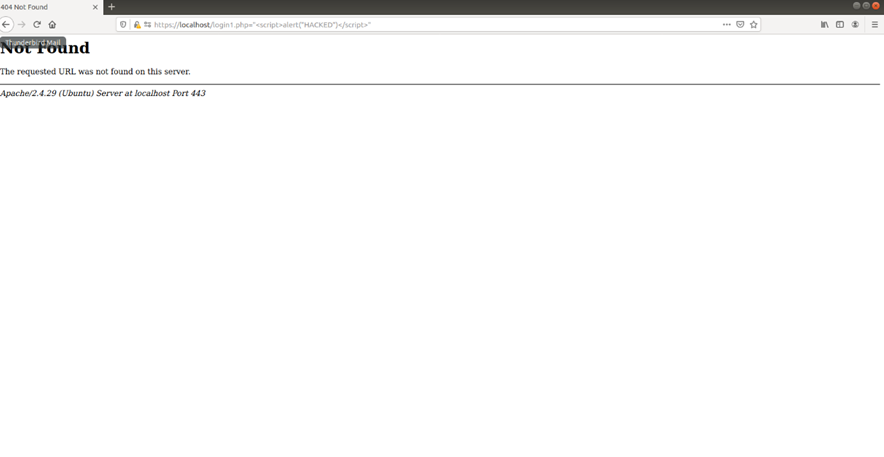 404 Not Found
https://localhost/login1.php="<script>alert("HACKED")</script>"
Thunderbird Mail
Not Found
The requested URL was not found on this server.
Apache/2.4.29 (Ubuntu) Server at localhost Port 443